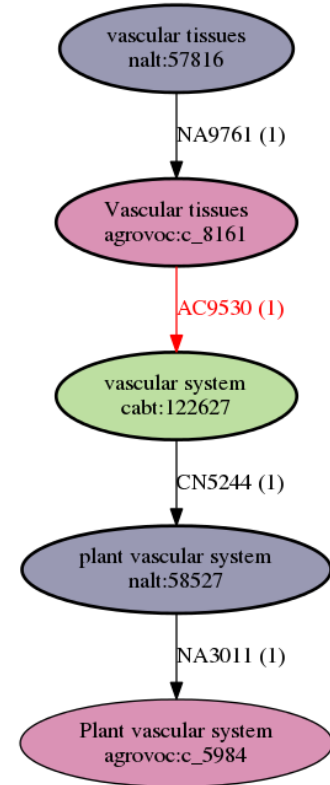 vascular tissues
nalt:57816
NA9761 (1)
Vascular tissues
agrovoc:c_8161
AC9530 (1)
vascular system
cabt:122627
CN5244 (1)
plant vascular system
nalt:58527
NA3011 (1)
Plant vascular system
agrovoc:c_5984